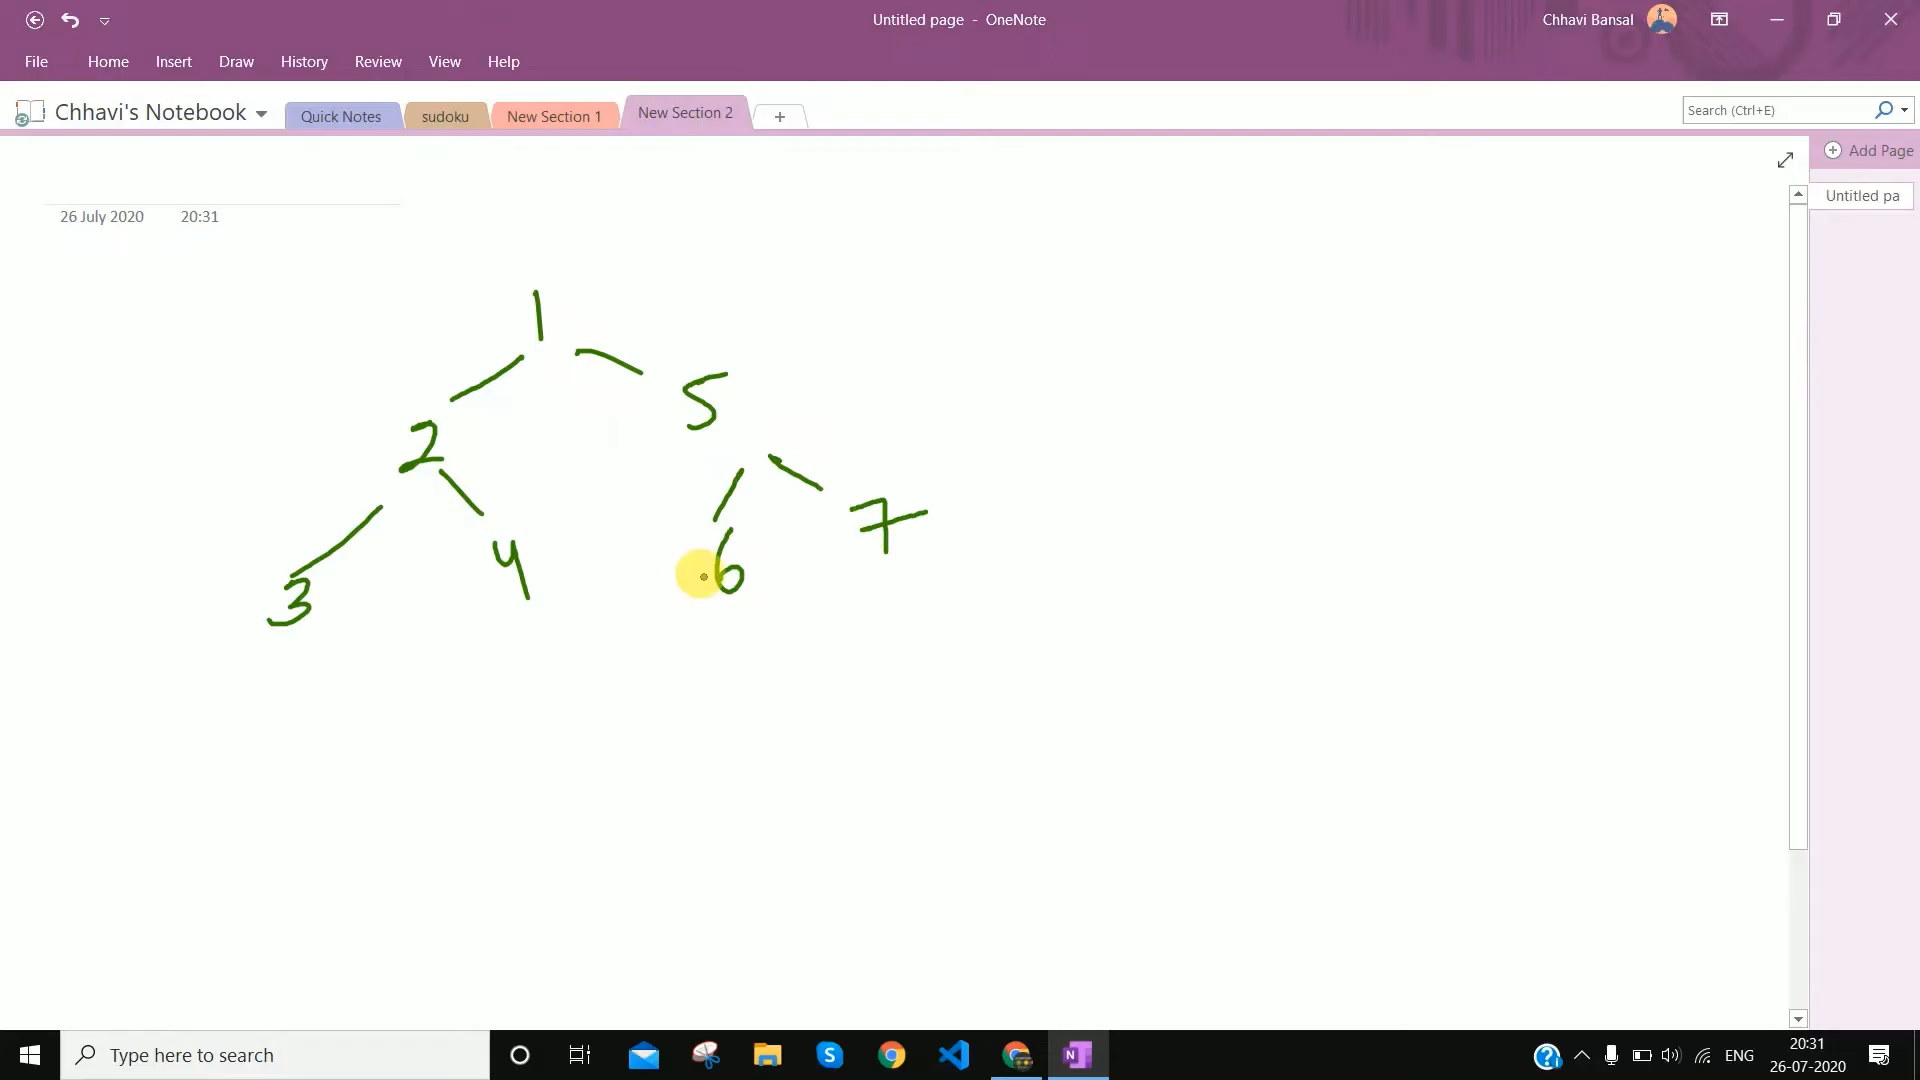 Untitled page - OneNote
Chhavi Bansal
File Home Insert Draw History Review View Help
Chhavi's Notebook
Quick Notes
sudoku
New Section 1
New Section 2
+
Search (Ctrl+E)
Add Page
Untitled pa
26 July 2020 20:31
1
2 5
3 4 6 7
Type here to search
ENG
20:31
26-07-2020